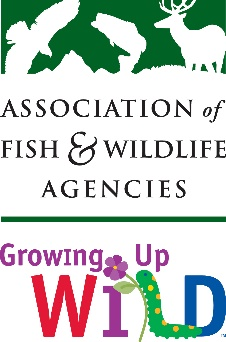 ASSOCIATION of
FISH & WILDLIFE
AGENCIES
Growing Up
WiLD